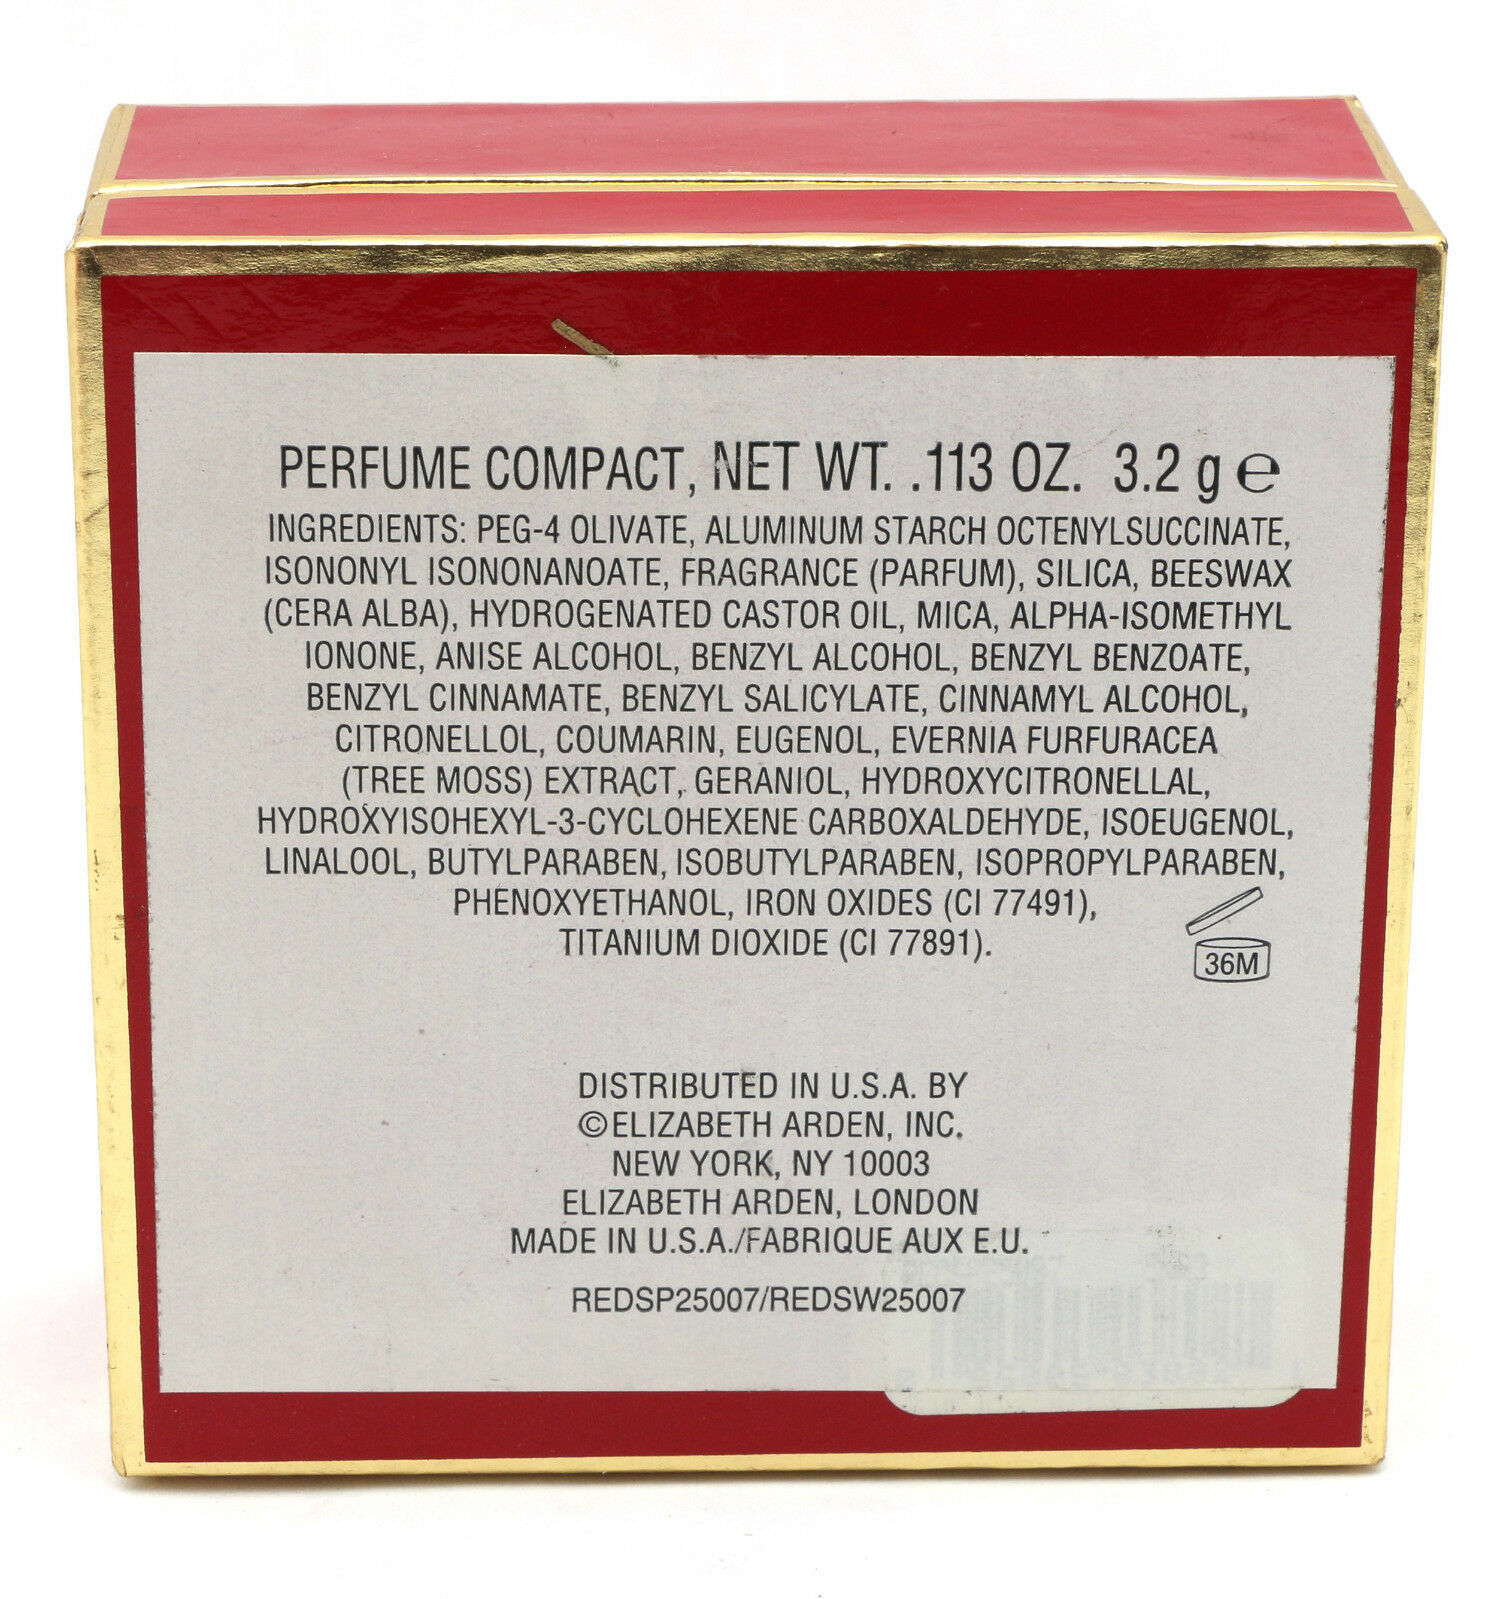 PERFUME COMPACT, NET WT. .113 OZ. 3.2 g e
INGREDIENTS: PEG-4 OLIVATE, ALUMINUM STARCH OCTENYLSUCCINATE,
ISONONYL ISONONANOATE, FRAGRANCE (PARFUM), SILICA, BEESWAX
(CERA ALBA), HYDROGENATED CASTOR OIL, MICA, ALPHA-ISOMETHYL
IONONE, ANISE ALCOHOL, BENZYL ALCOHOL, BENZYL BENZOATE,
BENZYL CINNAMATE, BENZYL SALICYLATE, CINNAMYL ALCOHOL,
CITRONELLOL, COUMARIN, EUGENOL, EVERNIA FURFURACEA
(TREE MOSS) EXTRACT, GERANIOL, HYDROXYCITRONELLAL,
HYDROXYISOHEXYL-3-CYCLOHEXENE CARBOXALDEHYDE, ISOEUGENOL,
LINALOOL, BUTYLPARABEN, ISOBUTYLPARABEN, ISOPROPYLPARABEN,
PHENOXYETHANOL, IRON OXIDES (CI 77491),
TITANIUM DIOXIDE (CI 77891).
36M
DISTRIBUTED IN U.S.A. BY
©ELIZABETH ARDEN, INC.
NEW YORK, NY 10003
ELIZABETH ARDEN, LONDON
MADE IN U.S.A./FABRIQUE AUX E.U.
REDSP25007/REDSW25007